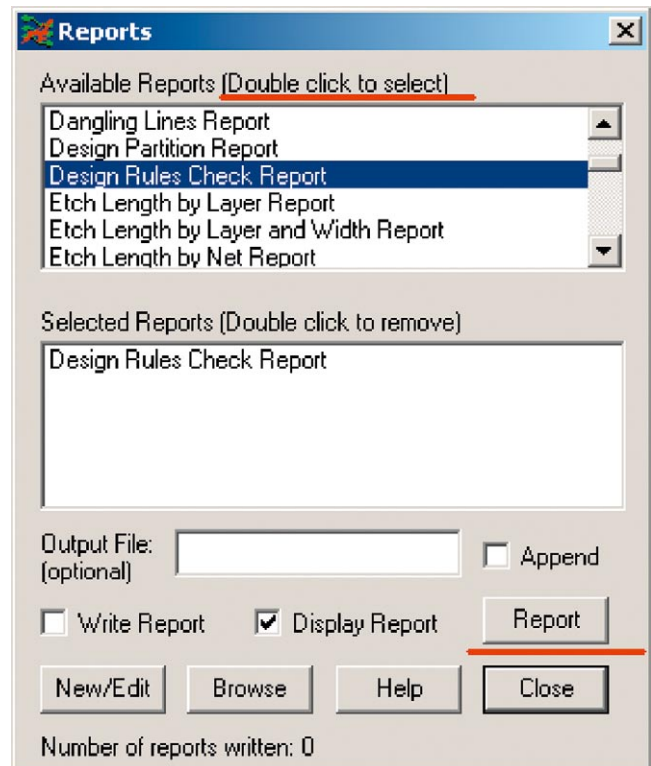 Reports
Available Reports (Double click to select)
Dangling Lines Report
Design Partition Report
Design Rules Check Report
Etch Length by Layer Report
Etch Length by Layer and Width Report
Etch Length by Net Report
Selected Reports (Double click to remove)
Design Rules Check Report
Output File:
(optional)
Append
Write Report
Display Report
Report
New/Edit
Browse
Help
Close
Number of reports written: 0